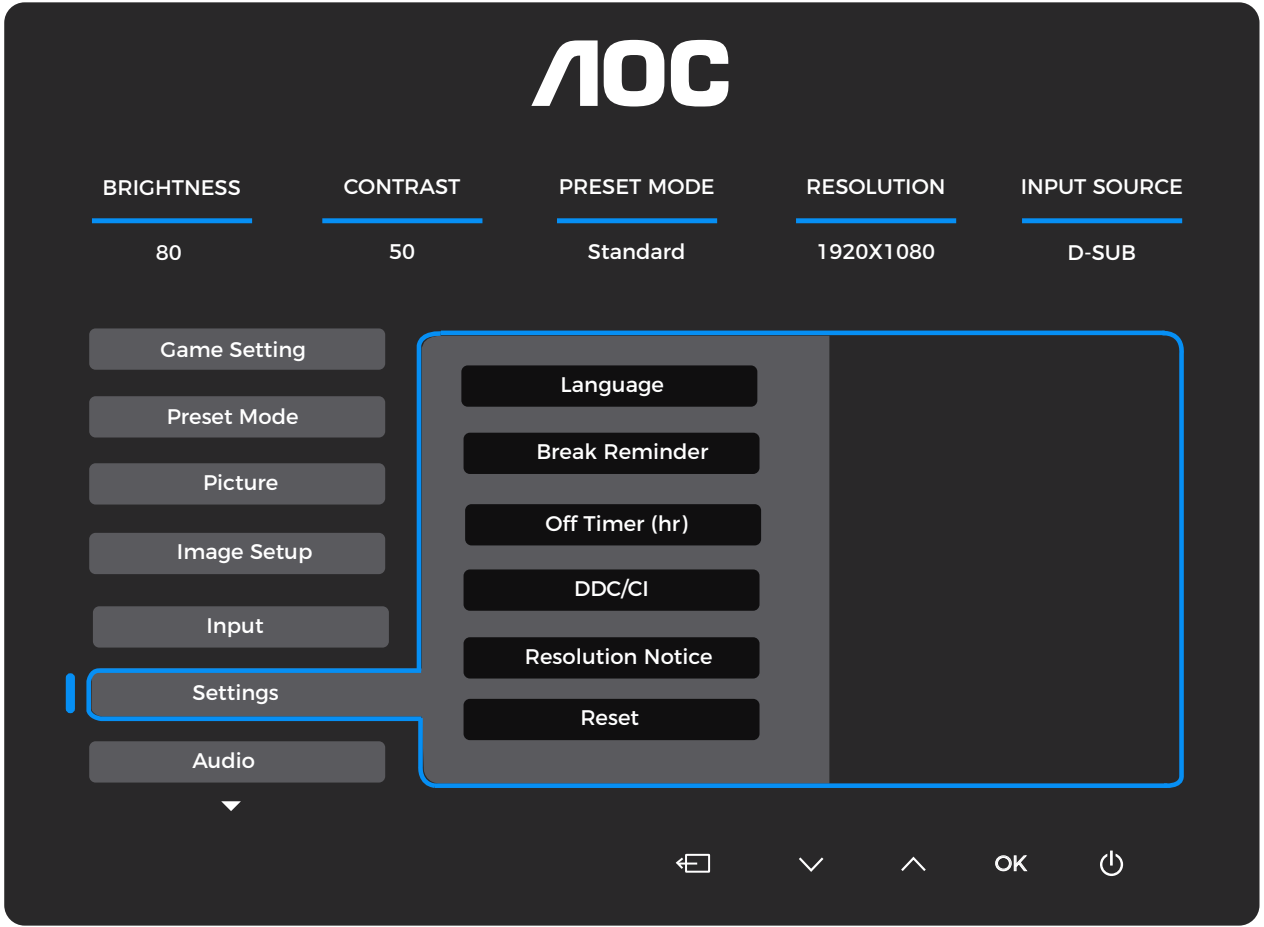 AOC
BRIGHTNESS
CONTRAST
PRESET MODE
RESOLUTION
INPUT SOURCE
80
50
Standard
1920X1080
D-SUB
Game Setting
Preset Mode
Picture
Image Setup
Input
Settings
Audio
Language
Break Reminder
Off Timer (hr)
DDC/CI
Resolution Notice
Reset
OK